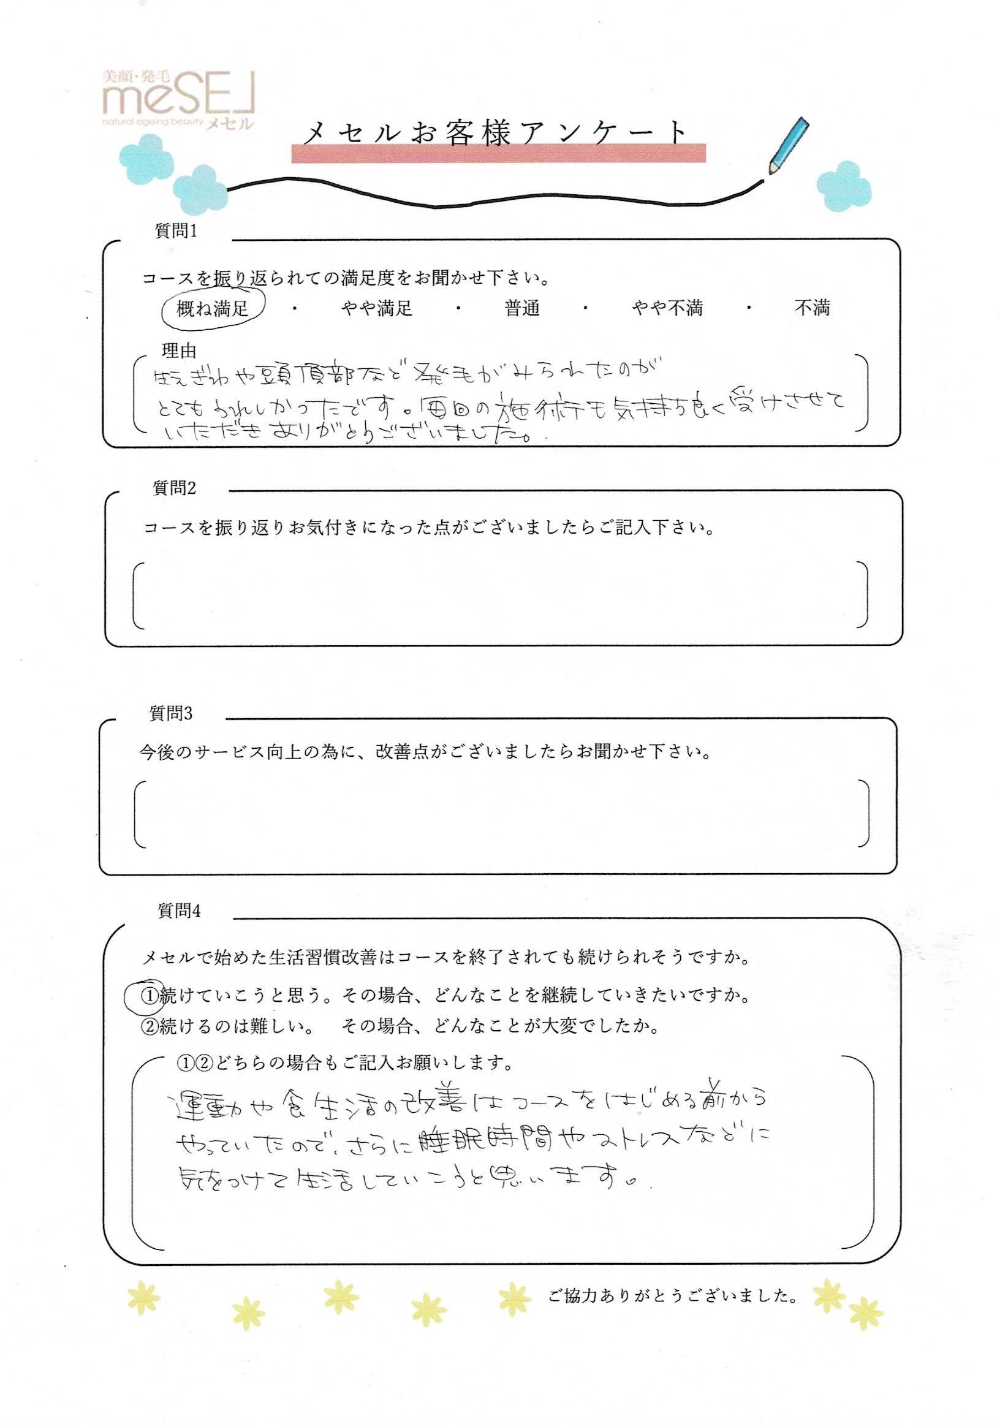 美顔・発毛
meSEL
natural ageing beauty メセル
メセルお客様アンケート
質問1
コースを振り返られての満足度をお聞かせ下さい。
概ね満足 ・ やや満足 ・ 普通 ・ やや不満 ・ 不満
理由
生えぎわや頭頂部など発毛がみられたのが
とてもうれしかったです。毎回の施術も気持ち良く受けさせて
いただきありがとうございました。
質問2
コースを振り返りお気付きになった点がございましたらご記入下さい。
質問3
今後のサービス向上の為に、改善点がございましたらお聞かせ下さい。
質問4
メセルで始めた生活習慣改善はコースを終了されても続けられそうですか。
①続けていこうと思う。その場合、どんなことを継続していきたいですか。
②続けるのは難しい。 その場合、どんなことが大変でしたか。
①②どちらの場合もご記入お願いします。
運動や食生活の改善はコースをはじめる前から
やっていたので、さらに睡眠時間やストレスなどに
気をつけて生活していこうと思います。
ご協力ありがとうございました。